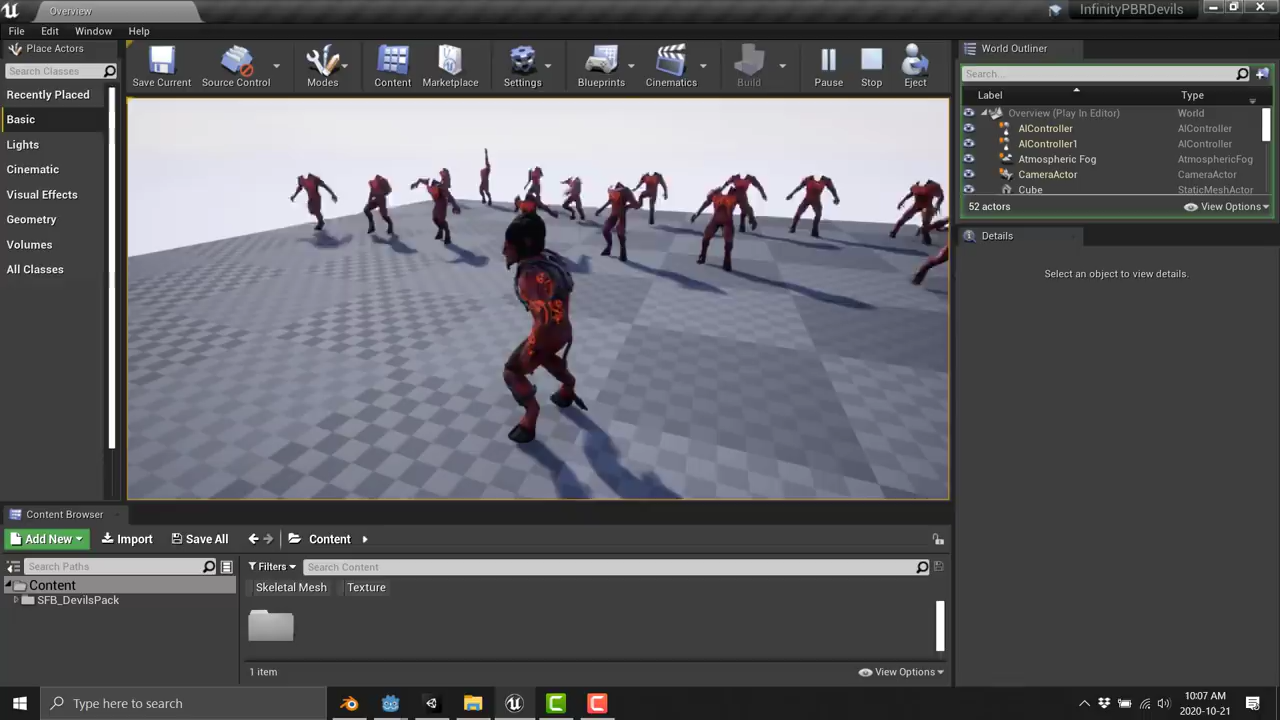 Overview
InfinityPBRDevils
File Edit Window Help
Place Actors
Search Classes
Recently Placed
Basic
Lights
Cinematic
Visual Effects
Geometry
Volumes
All Classes
Save Current Source Control Modes Content Marketplace Settings Blueprints Cinematics Build Pause Stop Eject
World Outliner
Search...
Label Type
Overview (Play In Editor) World
AIController AIController
AIController1 AIController
Atmospheric Fog AtmosphericFog
CameraActor CameraActor
Cube StaticMeshActor
52 actors View Options
Details
Select an object to view details.
Content Browser
Add New Import Save All Content
Search Paths
Content
SFB_DevilsPack
Filters Search Content
Skeletal Mesh Texture
1 item View Options
Type here to search
10:07 AM
2020-10-21